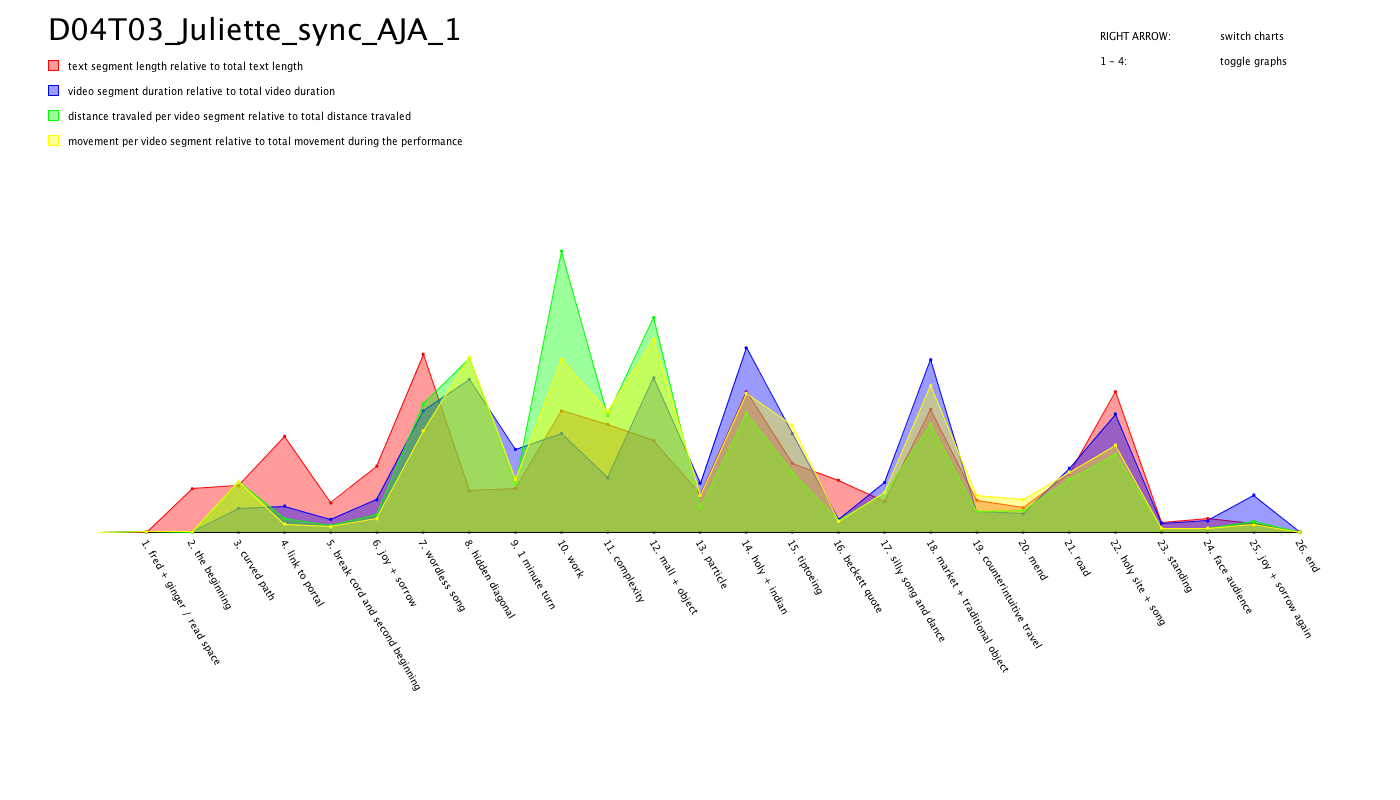 D04T03_Juliette_sync_AJA_1
text segment length relative to total text length
video segment duration relative to total video duration
distance travaled per video segment relative to total distance travaled
movement per video segment relative to total movement during the performance
RIGHT ARROW: switch charts
1 – 4: toggle graphs
1. fred + ginger / read space
2. the beginning
3. curved path
4. link to portal
5. break cord and second beginning
6. joy + sorrow
7. wordless song
8. hidden diagonal
9. 1 minute turn
10. work
11. complexity
12. mall + object
13. particle
14. holy + indian
15. tiptoeing
16. beckett quote
17. silly song and dance
18. market + traditional object
19. counterintuitive travel
20. mend
21. road
22. holy site + song
23. standing
24. face audience
25. joy + sorrow again
26. end